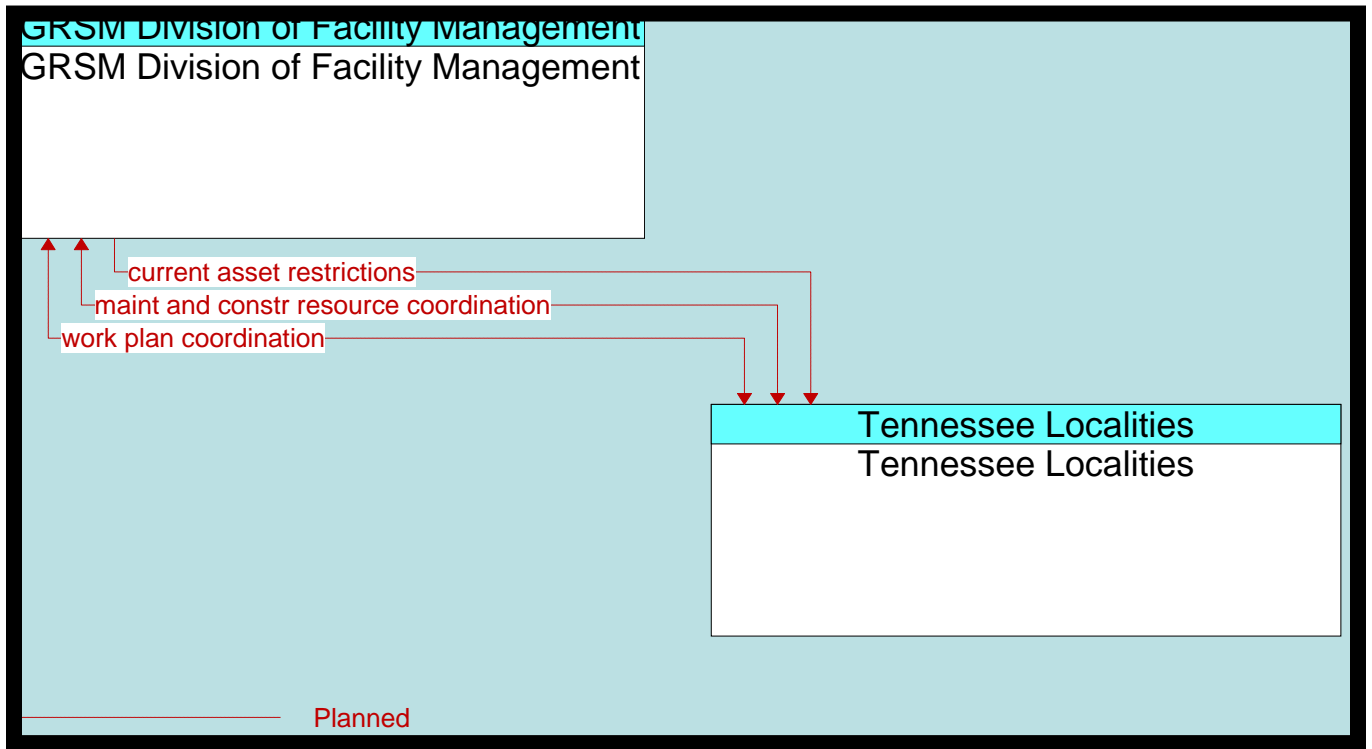 GRSM Division of Facility Management
GRSM Division of Facility Management
current asset restrictions
maint and constr resource coordination
work plan coordination
Tennessee Localities
Tennessee Localities
Planned